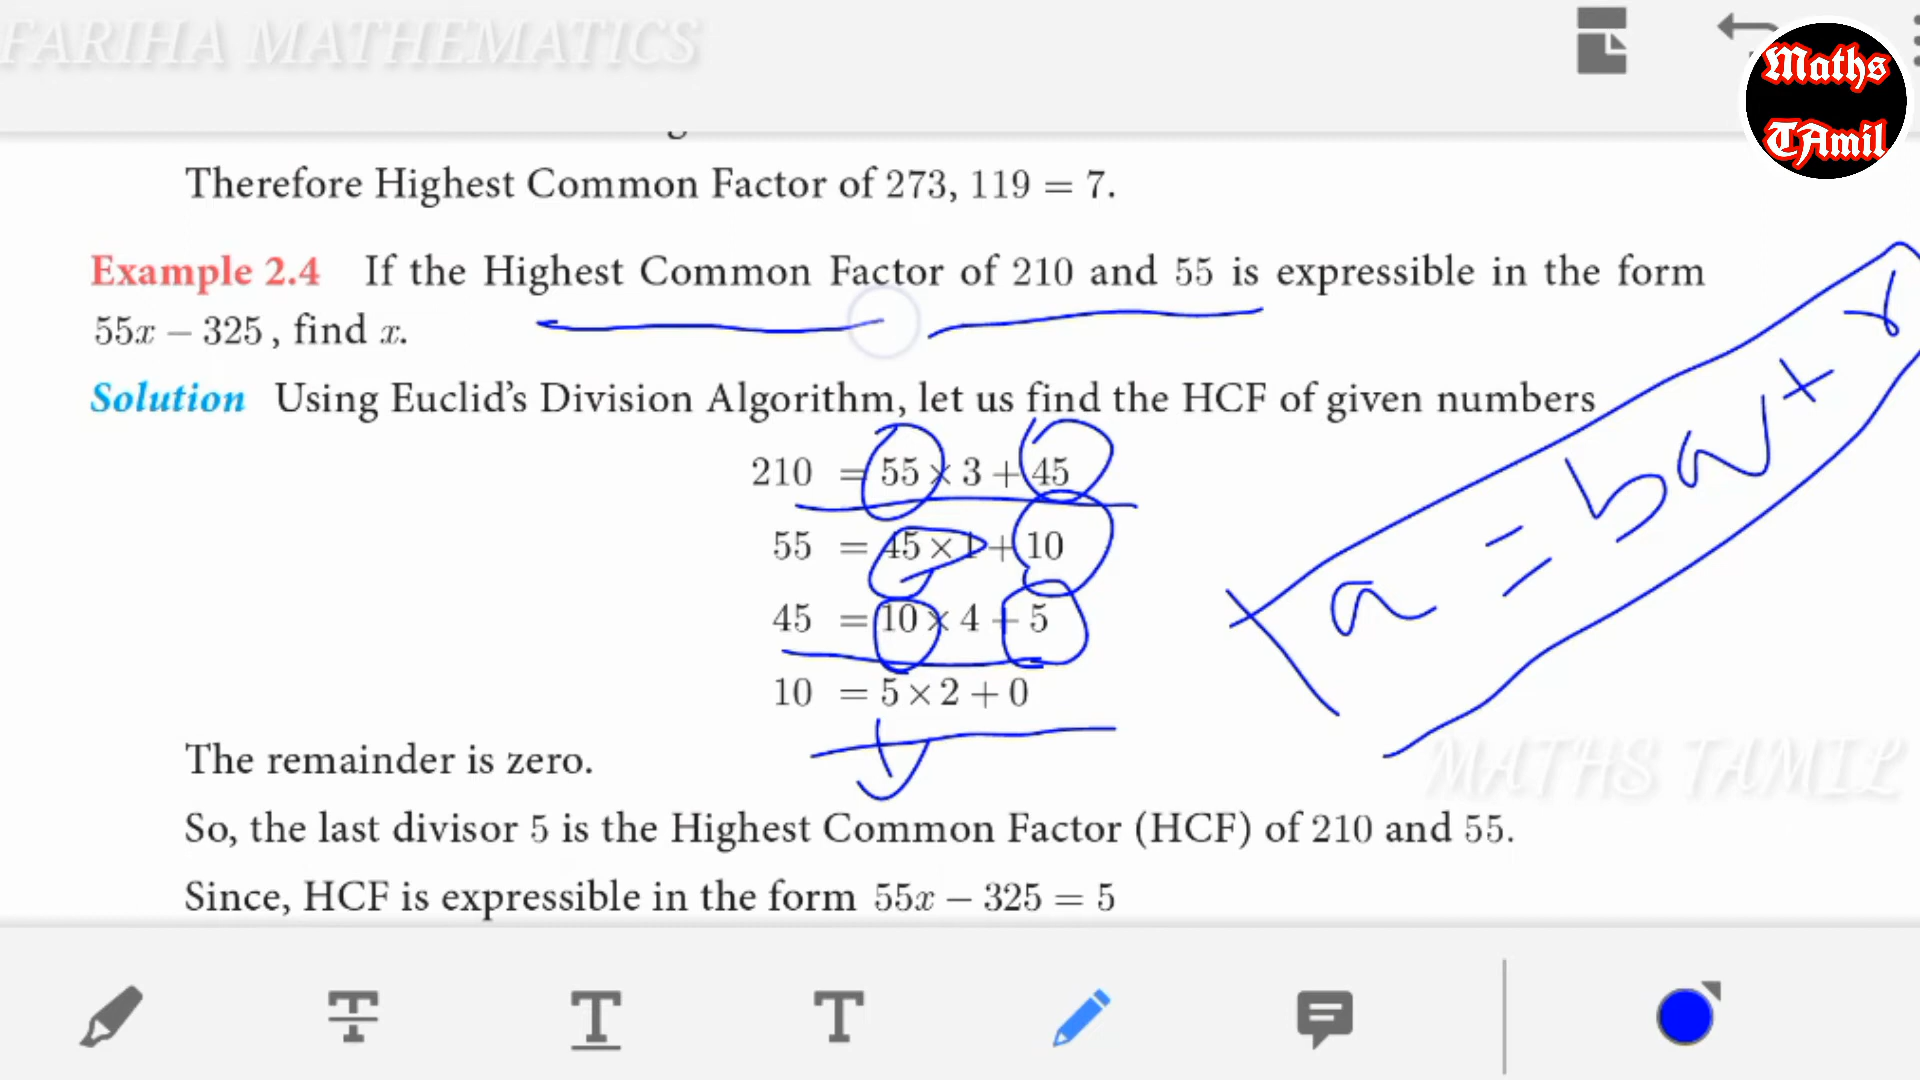 FARIHA MATHEMATICS
Maths
TAmil
Therefore Highest Common Factor of 273, 119 = 7.
Example 2.4 If the Highest Common Factor of 210 and 55 is expressible in the form
55x − 325 , find x.
Solution Using Euclid's Division Algorithm, let us find the HCF of given numbers
210 = 55 × 3 + 45
55 = 45 × 1 + 10
45 = 10 × 4 + 5
10 = 5 × 2 + 0
a = bq + r
The remainder is zero.
MATHS TAMIL
So, the last divisor 5 is the Highest Common Factor (HCF) of 210 and 55.
Since, HCF is expressible in the form 55x − 325 = 5